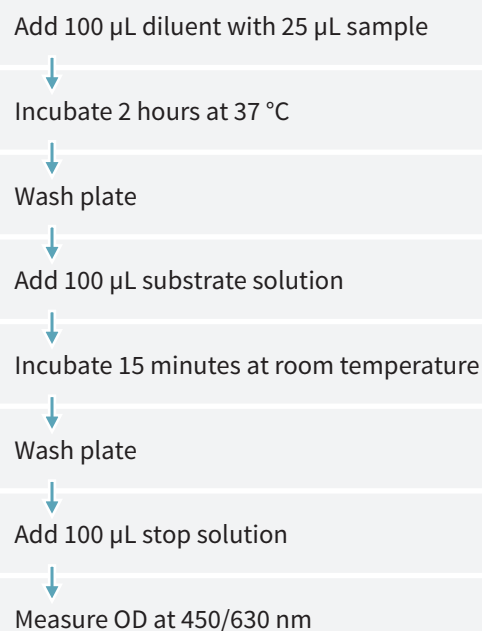 Add 100 µL diluent with 25 µL sample
Incubate 2 hours at 37 °C
Wash plate
Add 100 µL substrate solution
Incubate 15 minutes at room temperature
Wash plate
Add 100 µL stop solution
Measure OD at 450/630 nm